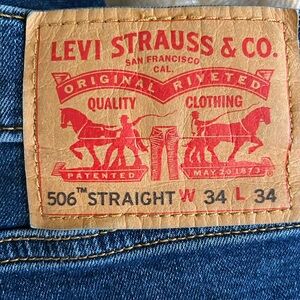 LEVI STRAUSS & CO.
SAN FRANCISCO
CAL.
ORIGINAL RIVETED
QUALITY CLOTHING
PATENTED MAY 20 1873
506™ STRAIGHT W 34 L 34